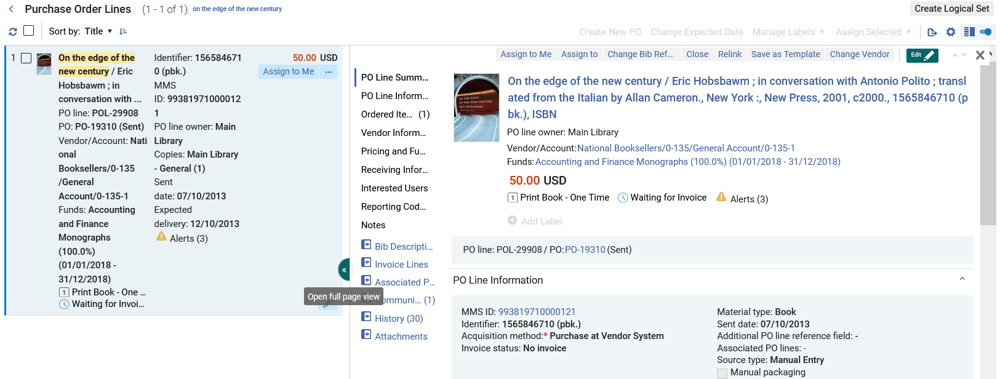 Purchase Order Lines (1 - 1 of 1) on the edge of the new century
Create Logical Set
Sort by: Title
Create New PO Change Expected Date Manage Labels Assign Selected
1
On the edge of the
new century / Eric
Hobsbawm ; in
conversation with ...
PO line: POL-29908
PO: PO-19310 (Sent)
Vendor/Account: Nati
onal
Booksellers/0-135
/General
Account/0-135-1
Funds: Accounting
and Finance
Monographs
(100.0%)
(01/01/2018 -
31/12/2018)
1 Print Book - One ...
Waiting for Invoi...
Identifier: 156584671
0 (pbk.)
MMS
ID: 99381971000012
1
PO line owner: Main
Library
Copies: Main Library
- General (1)
Sent
date: 07/10/2013
Expected
delivery: 12/10/2013
Alerts (3)
50.00 USD
Assign to Me ...
Open full page view
PO Line Summ...
PO Line Inform...
Ordered Ite... (1)
Vendor Inform...
Pricing and Fu...
Receiving Infor...
Interested Users
Reporting Cod...
Notes
Bib Descripti...
Invoice Lines
Associated P...
ommuni... (1)
History (30)
Attachments
Assign to Me Assign to Change Bib Ref... Close Relink Save as Template Change Vendor Edit
ON THE EDGE
OF THE NEW CENTURY
Eric Hobsbawm
On the edge of the new century / Eric Hobsbawm ; in conversation with Antonio Polito ; transl
ated from the Italian by Allan Cameron., New York :, New Press, 2001, c2000., 1565846710 (p
bk.), ISBN
PO line owner: Main Library
Vendor/Account: National Booksellers/0-135/General Account/0-135-1
Funds: Accounting and Finance Monographs (100.0%) (01/01/2018 - 31/12/2018)
50.00 USD
1 Print Book - One Time Waiting for Invoice Alerts (3)
Add Label
PO line: POL-29908 / PO: PO-19310 (Sent)
PO Line Information
MMS ID: 993819710000121
Identifier: 1565846710 (pbk.)
Acquisition method:* Purchase at Vendor System
Invoice status: No invoice
Material type: Book
Sent date: 07/10/2013
Additional PO line reference field: -
Associated PO lines: -
Source type: Manual Entry
Manual packaging